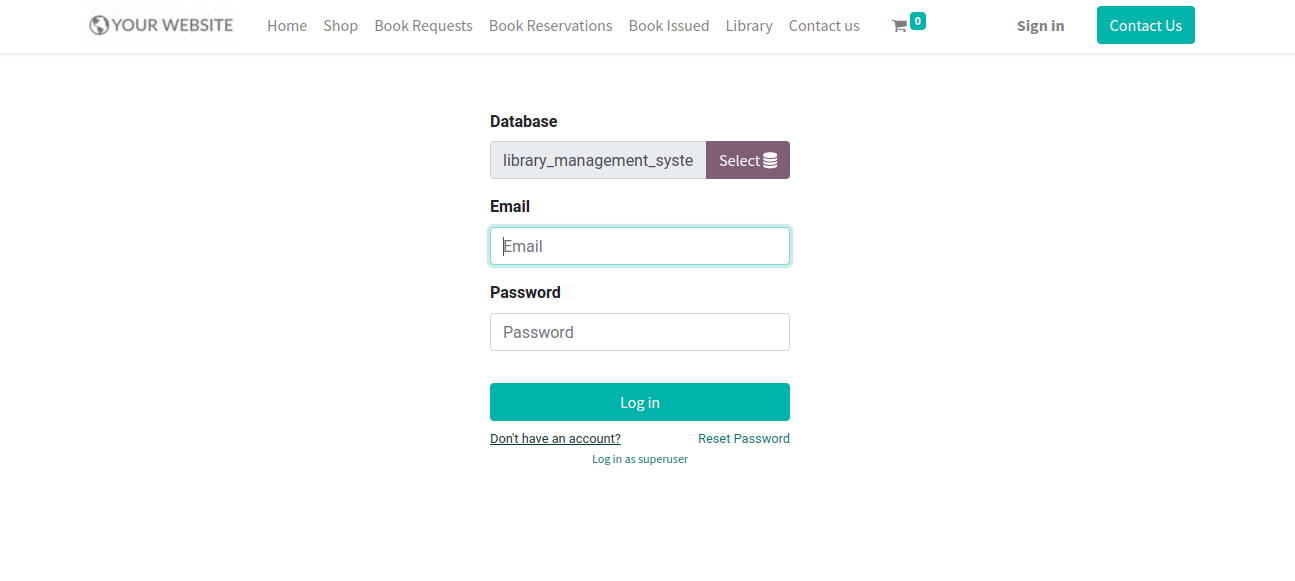 YOUR WEBSITE Home Shop Book Requests Book Reservations Book Issued Library Contact us 0 Sign in Contact Us
Database
library_management_syste Select
Email
Email
Password
Password
Log in
Don't have an account? Reset Password
Log in as superuser